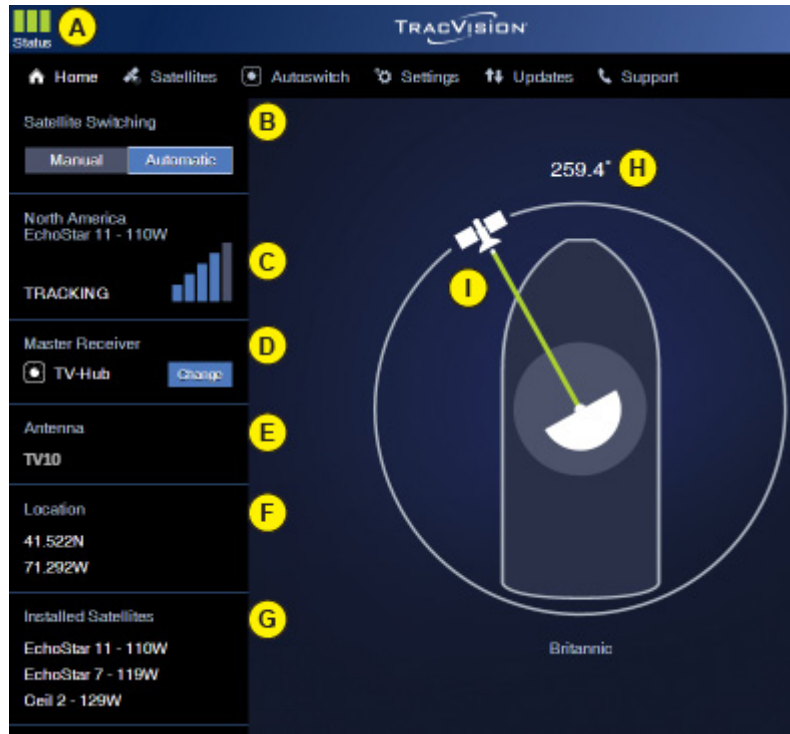 A
Status
TRACVISION
Home Satellites Autoswitch Settings Updates Support
Satellite Switching
B
Manual Automatic
259.4° H
North America
EchoStar 11 - 110W
C
TRACKING
I
Master Receiver
D
TV-Hub Change
Antenna
E
TV10
Location
F
41.522N
71.292W
Installed Satellites
G
EchoStar 11 - 110W
EchoStar 7 - 119W
Ceil 2 - 129W
Britannic